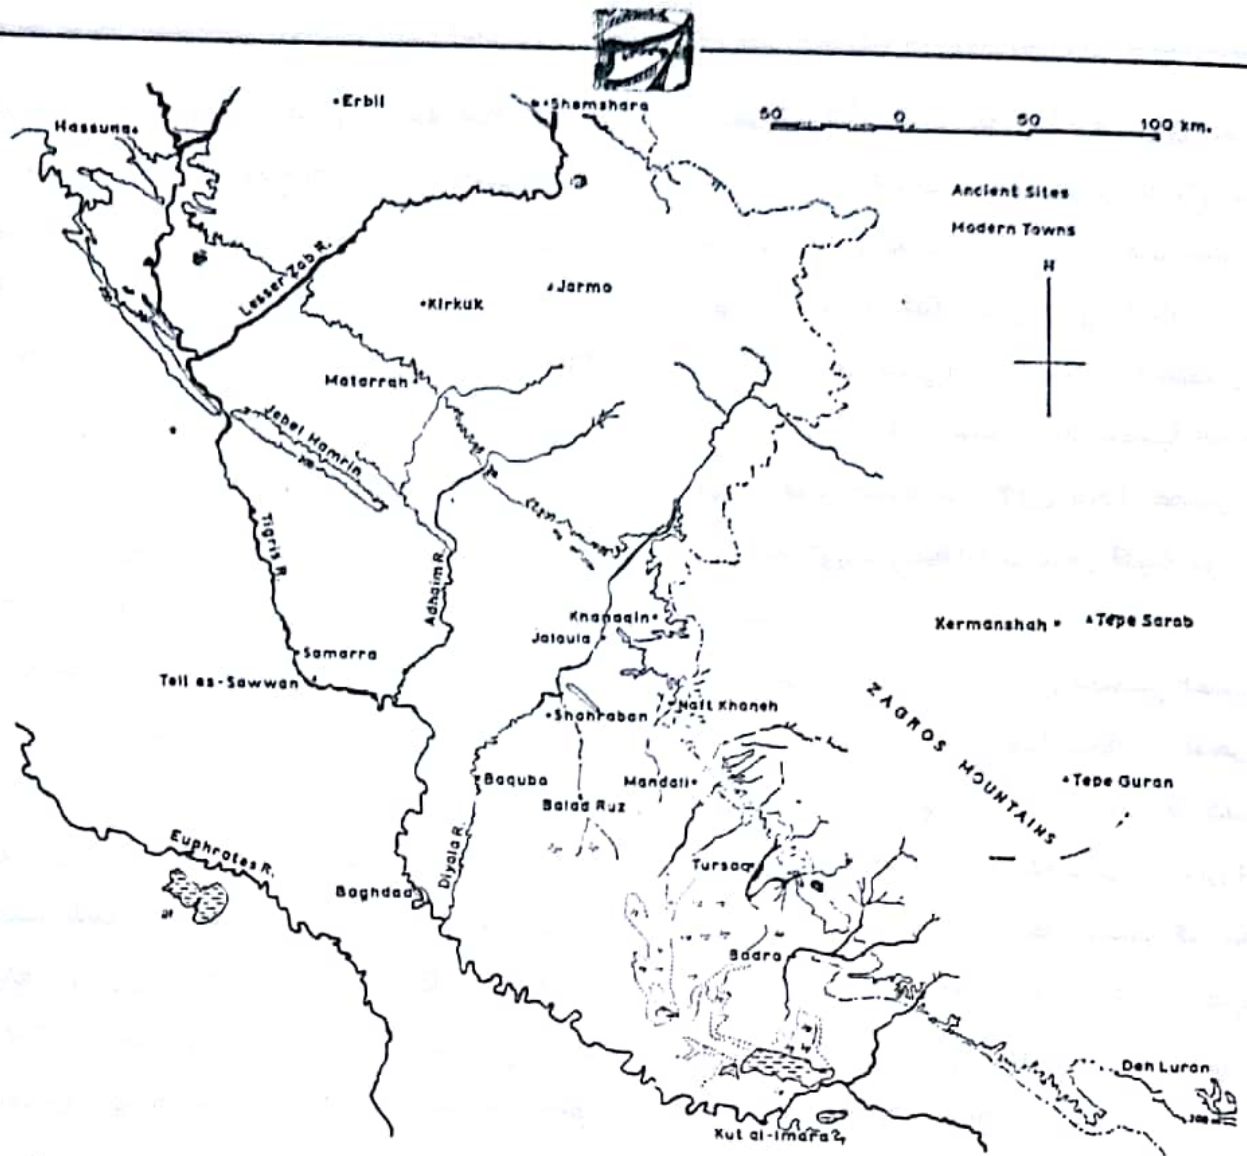 Erbil
Shemshara
Hassuna
50 0 50 100 km.
Ancient Sites
Modern Towns
N
Lesser Zab R.
Kirkuk
Jarmo
Matarrah
Jebel Hamrin
Tigris R.
Adhaim R.
Khanaqin
Jalaula
Kermanshah
Tepe Sarab
Samarra
Tell es-Sawwan
Shahraban
Naft Khaneh
ZAGROS MOUNTAINS
Baquba
Balad Ruz
Mandali
Tepe Guran
Euphrates R.
Diyala R.
Baghdad
Tursaq
Badra
Deh Luran
Kut al-Imara